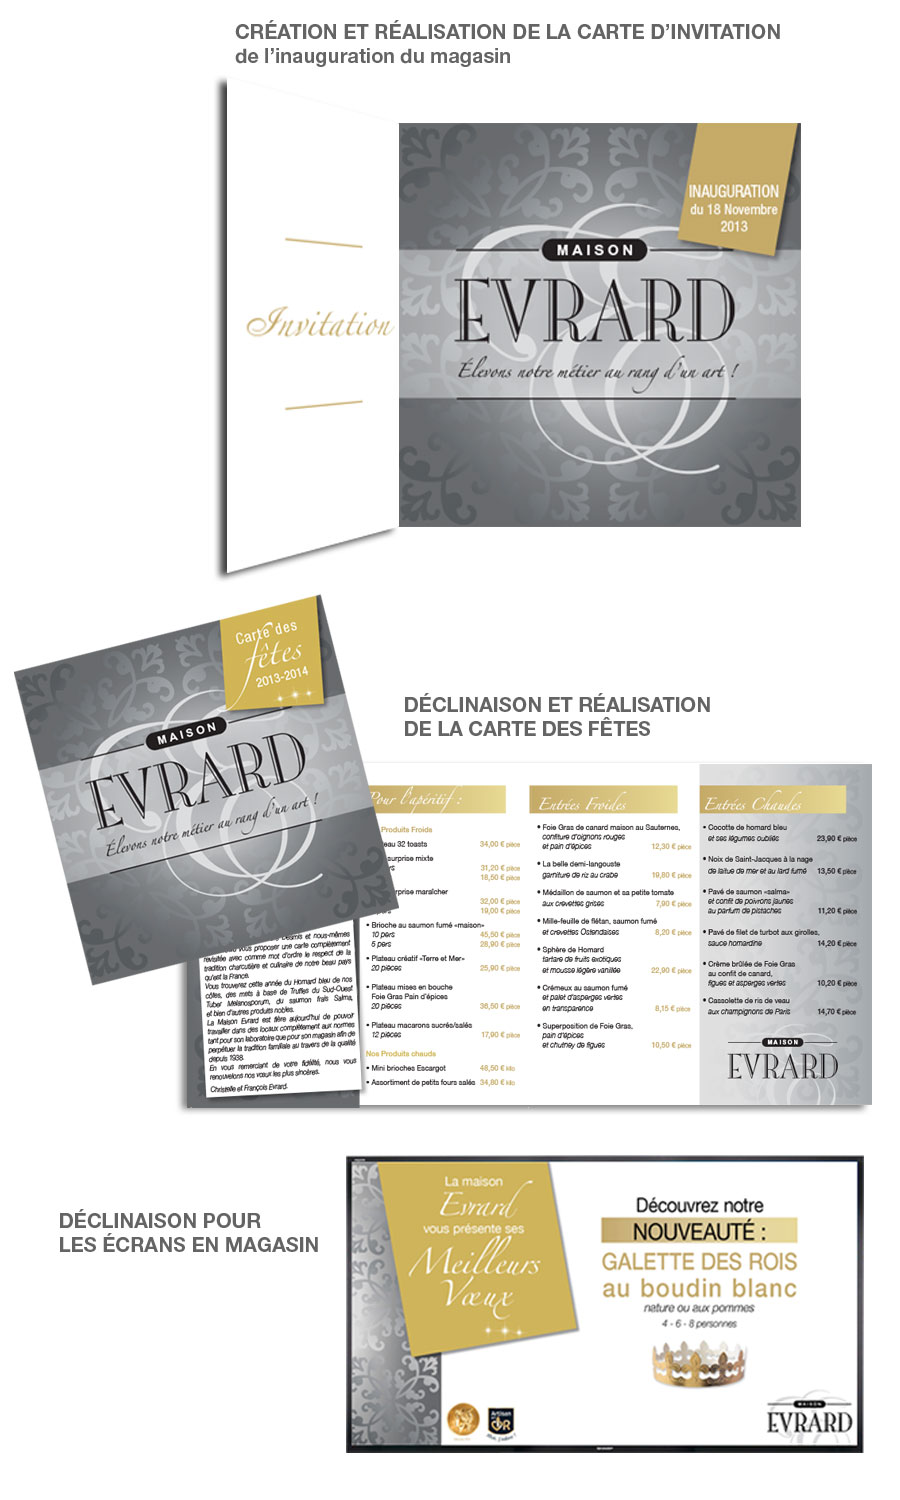 CRÉATION ET RÉALISATION DE LA CARTE D’INVITATION
de l’inauguration du magasin
Invitation
INAUGURATION
du 18 Novembre
2013
MAISON
EVRARD
Élevons notre métier au rang d'un art !
Carte des
fêtes
2013-2014
MAISON
EVRARD
Élevons notre métier au rang d'un art !
DÉCLINAISON ET RÉALISATION
DE LA CARTE DES FÊTES
et nous-mêmes
vous proposer une carte complètement
revisitée avec comme mot d'ordre le respect de la
tradition charcutière et culinaire de notre beau pays
qu'est la France.
Vous trouverez cette année du Homard bleu de nos
côtes, des mets à base de Truffes du Sud-Ouest
Tuber Melanosporum, du saumon frais Salma,
et bien d'autres produits nobles.
La Maison Evrard est fière aujourd'hui de pouvoir
travailler dans des locaux complètement aux normes
tant pour son laboratoire que pour son magasin afin de
perpétuer la tradition familiale au travers de la qualité
depuis 1938.
En vous remerciant de votre fidélité, nous vous
renouvelons nos vœux les plus sincères.
Christelle et François Evrard.
Pour l'apéritif :
Produits Froids
32 toasts 34,00 € pièce
surprise mixte
31,20 € pièce
18,50 € pièce
maraîcher
32,00 € pièce
19,00 € pièce
• Brioche au saumon fumé «maison»
10 pers 45,50 € pièce
5 pers 28,90 € pièce
• Plateau créatif «Terre et Mer»
20 pièces 25,90 € pièce
• Plateau mises en bouche
Foie Gras Pain d'épices
20 pièces 36,50 € pièce
• Plateau macarons sucrés/salés
12 pièces 17,90 € pièce
Nos Produits chauds
• Mini brioches Escargot 48,50 € kilo
• Assortiment de petits fours salés 34,80 € kilo
Entrées Froides
• Foie Gras de canard maison au Sauternes,
confiture d'oignons rouges
et pain d'épices 12,30 € pièce
• La belle demi-langouste
garniture de riz au crabe 19,80 € pièce
• Médaillon de saumon et sa petite tomate
aux crevettes grises 7,90 € pièce
• Mille-feuille de flétan, saumon fumé
et crevettes Ostendaises 8,20 € pièce
• Sphère de Homard
tartare de fruits exotiques
et mousse légère vanillée 22,90 € pièce
• Crémeux au saumon fumé
et palet d'asperges vertes
en transparence 8,15 € pièce
• Superposition de Foie Gras,
pain d'épices
et chutney de figues 10,50 € pièce
Entrées Chaudes
• Cocotte de homard bleu
et ses légumes oubliés 23,90 € pièce
• Noix de Saint-Jacques à la nage
de laitue de mer et au lard fumé 13,50 € pièce
• Pavé de saumon «salma»
et confit de poivrons jaunes
au parfum de pistaches 11,20 € pièce
• Pavé de filet de turbot aux girolles,
sauce homardine 14,20 € pièce
• Crème brûlée de Foie Gras
au confit de canard,
figues et asperges vertes 10,20 € pièce
• Cassolette de ris de veau
aux champignons de Paris 14,70 € pièce
MAISON
EVRARD
DÉCLINAISON POUR
LES ÉCRANS EN MAGASIN
La maison
Evrard
vous présente ses
Meilleurs
Vœux
Découvrez notre
NOUVEAUTÉ :
GALETTE DES ROIS
au boudin blanc
nature ou aux pommes
4 - 6 - 8 personnes
Artisan
OR
MAISON
EVRARD